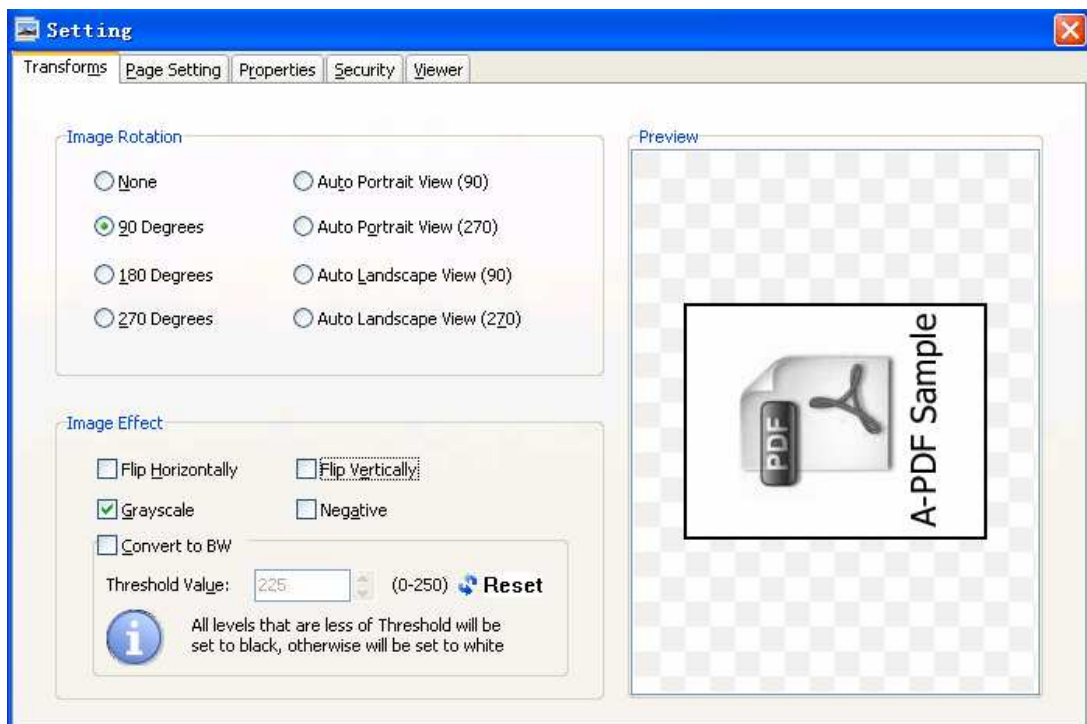 Setting
Transforms Page Setting Properties Security Viewer
Image Rotation
None Auto Portrait View (90)
90 Degrees Auto Portrait View (270)
180 Degrees Auto Landscape View (90)
270 Degrees Auto Landscape View (270)
Image Effect
Flip Horizontally Flip Vertically
Grayscale Negative
Convert to BW
Threshold Value: 225 (0-250) Reset
All levels that are less of Threshold will be
set to black, otherwise will be set to white
Preview
PDF
A-PDF Sample